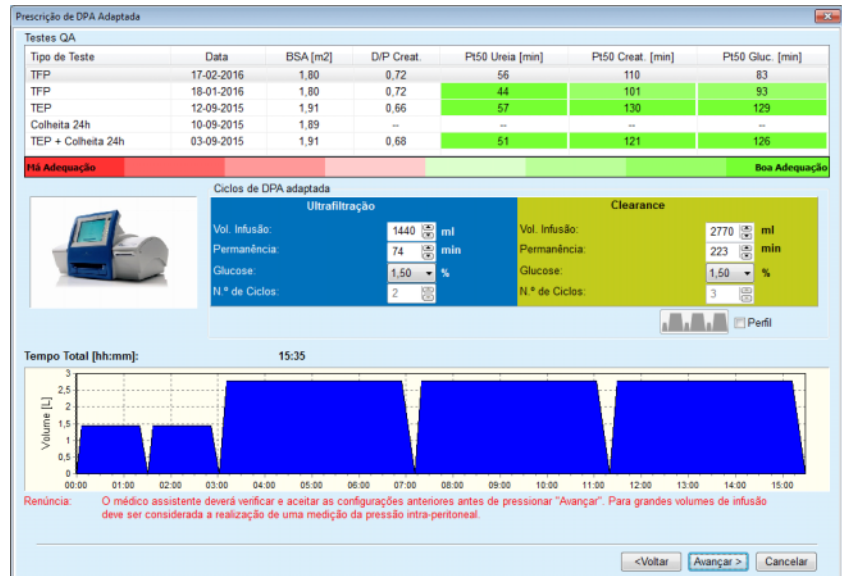 Prescrição de DPA Adaptada
Testes QA
Tipo de Teste Data BSA [m2] D/P Creat. Pt50 Ureia [min] Pt50 Creat. [min] Pt50 Gluc. [min]
TFP 17-02-2016 1,80 0,72 56 110 83
TFP 18-01-2016 1,80 0,72 44 101 93
TEP 12-09-2015 1,91 0,66 57 130 129
Colheita 24h 10-09-2015 1,89 -- -- -- --
TEP + Colheita 24h 03-09-2015 1,91 0,68 51 121 126
Má Adequação Boa Adequação
Ciclos de DPA adaptada
Ultrafiltração Clearance
Vol. Infusão: 1440 ml Vol. Infusão: 2770 ml
Permanência: 74 min Permanência: 223 min
Glucose: 1,50 % Glucose: 1,50 %
N.º de Ciclos: 2 N.º de Ciclos: 3
Perfil
Tempo Total [hh:mm]: 15:35
Volume [L]
3
2,5
2
1,5
1
0,5
0
00:00 01:00 02:00 03:00 04:00 05:00 06:00 07:00 08:00 09:00 10:00 11:00 12:00 13:00 14:00 15:00
Renúncia: O médico assistente deverá verificar e aceitar as configurações anteriores antes de pressionar "Avançar". Para grandes volumes de infusão
deve ser considerada a realização de uma medição da pressão intra-peritoneal.
<Voltar Avançar > Cancelar